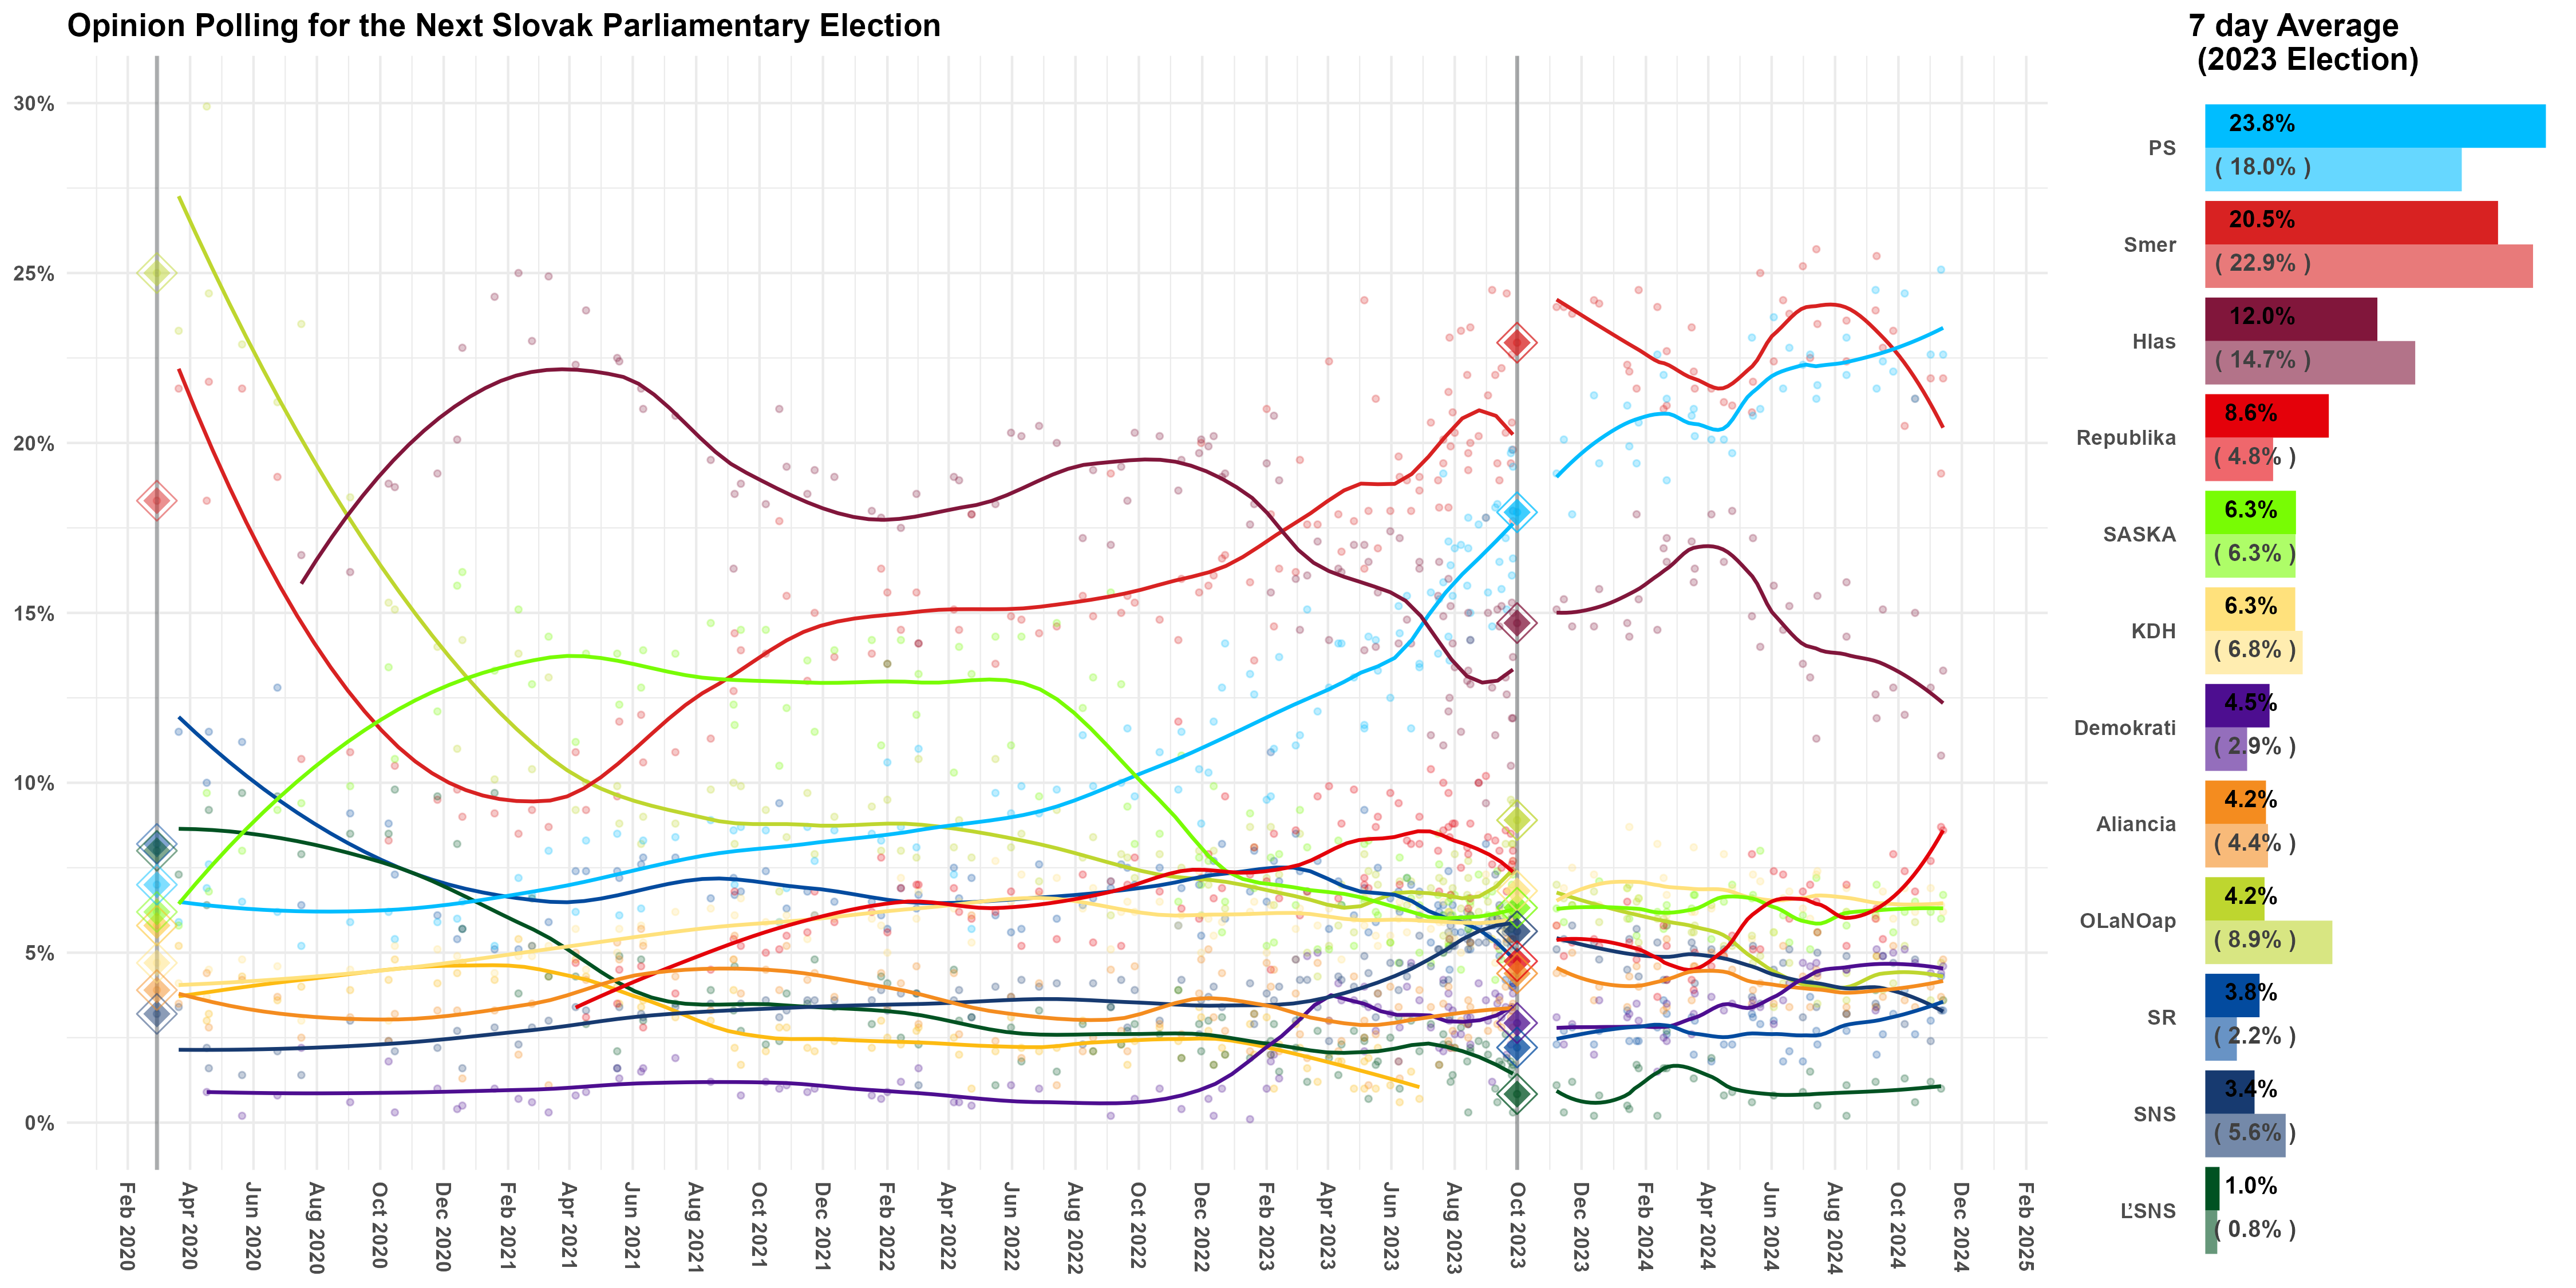 Opinion Polling for the Next Slovak Parliamentary Election
7 day Average
(2023 Election)
30%
25%
20%
15%
10%
5%
0%
Feb 2020
Apr 2020
Jun 2020
Aug 2020
Oct 2020
Dec 2020
Feb 2021
Apr 2021
Jun 2021
Aug 2021
Oct 2021
Dec 2021
Feb 2022
Apr 2022
Jun 2022
Aug 2022
Oct 2022
Dec 2022
Feb 2023
Apr 2023
Jun 2023
Aug 2023
Oct 2023
Dec 2023
Feb 2024
Apr 2024
Jun 2024
Aug 2024
Oct 2024
Dec 2024
Feb 2025
PS
23.8%
( 18.0% )
Smer
20.5%
( 22.9% )
Hlas
12.0%
( 14.7% )
Republika
8.6%
( 4.8% )
SASKA
6.3%
( 6.3% )
KDH
6.3%
( 6.8% )
Demokrati
4.5%
( 2.9% )
Aliancia
4.2%
( 4.4% )
OLaNOap
4.2%
( 8.9% )
SR
3.8%
( 2.2% )
SNS
3.4%
( 5.6% )
ĽSNS
1.0%
( 0.8% )